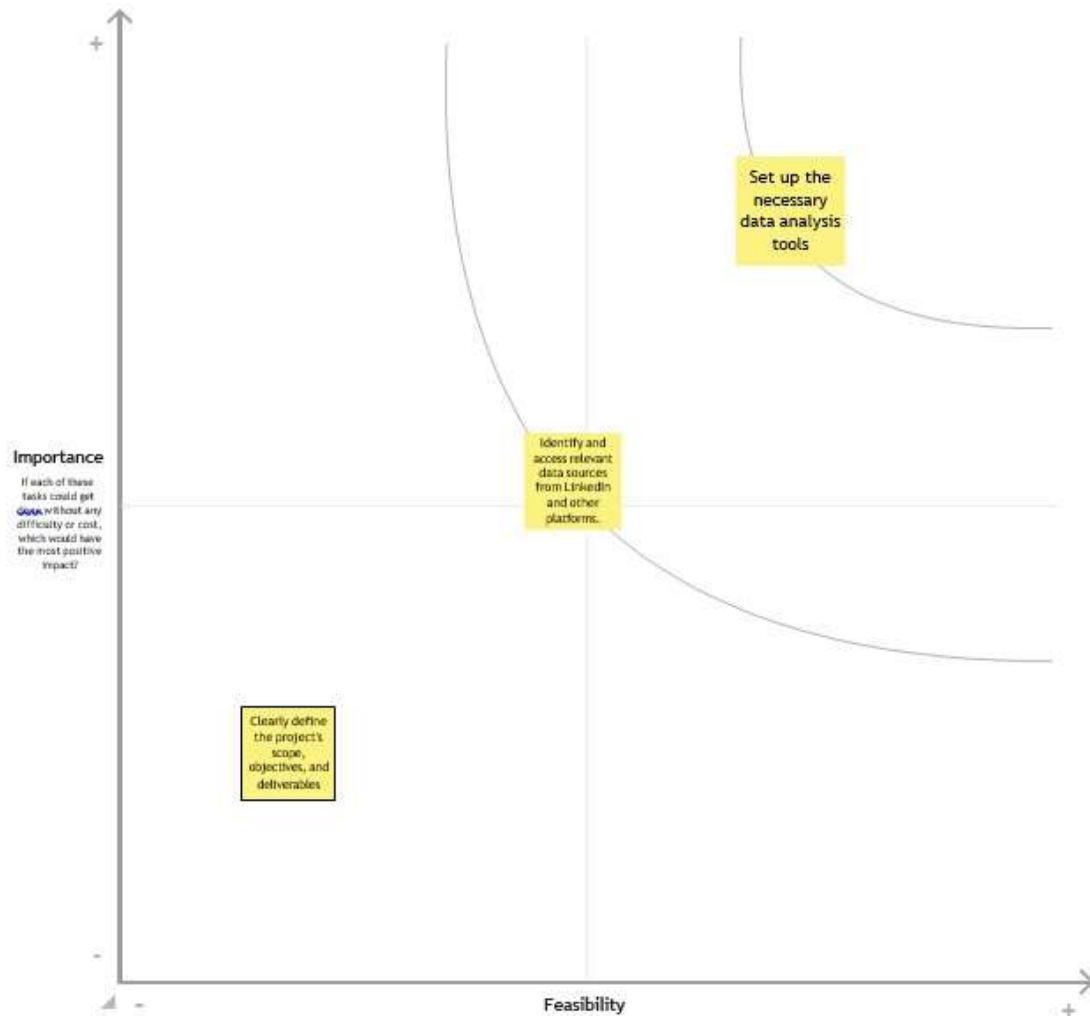 +
Set up the
necessary
data analysis
tools
Importance
If each of these
tasks could get
without any
difficulty or cost,
which would have
the most positive
impact?
Identify and
access relevant
data sources
from LinkedIn
and other
platforms.
Clearly define
the project's
scope,
objectives, and
deliverables
-
-
Feasibility
+